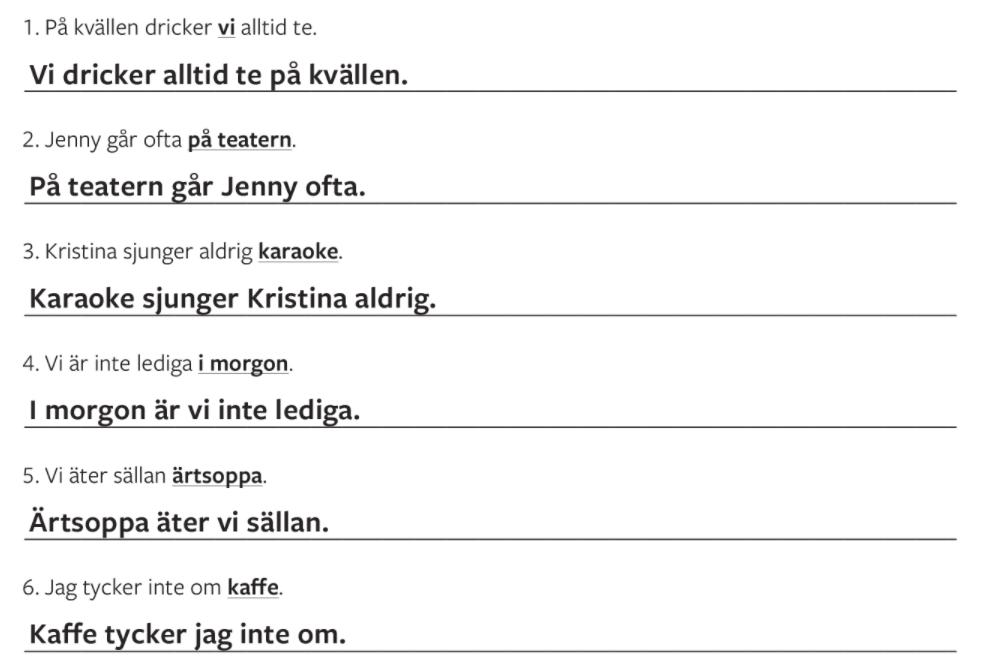 1. På kvällen dricker vi alltid te.
Vi dricker alltid te på kvällen.
2. Jenny går ofta på teatern.
På teatern går Jenny ofta.
3. Kristina sjunger aldrig karaoke.
Karaoke sjunger Kristina aldrig.
4. Vi är inte lediga i morgon.
I morgon är vi inte lediga.
5. Vi äter sällan ärtsoppa.
Ärtsoppa äter vi sällan.
6. Jag tycker inte om kaffe.
Kaffe tycker jag inte om.